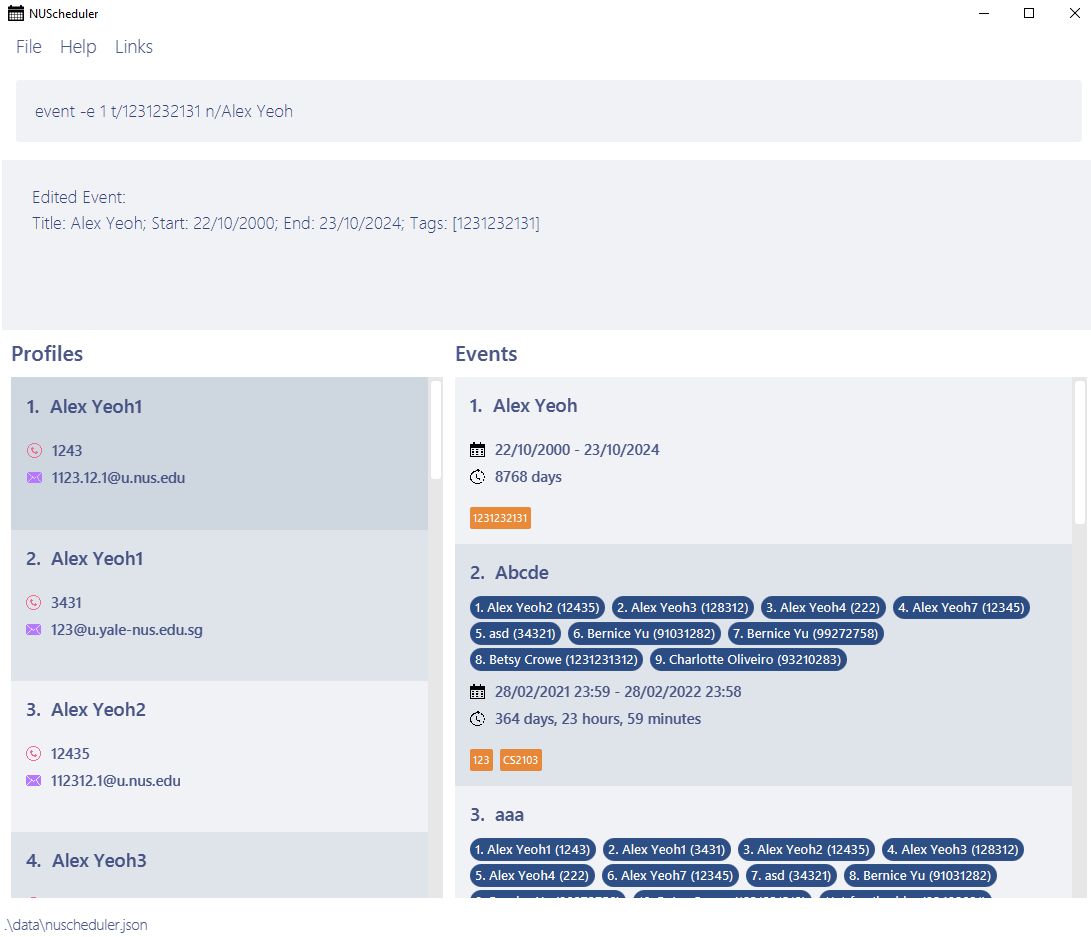 NUScheduler
File Help Links
event -e 1 t/1231232131 n/Alex Yeoh
Edited Event:
Title: Alex Yeoh; Start: 22/10/2000; End: 23/10/2024; Tags: [1231232131]
Profiles
1. Alex Yeoh1
1243
1123.12.1@u.nus.edu
2. Alex Yeoh1
3431
123@u.yale-nus.edu.sg
3. Alex Yeoh2
12435
112312.1@u.nus.edu
4. Alex Yeoh3
Events
1. Alex Yeoh
22/10/2000 - 23/10/2024
8768 days
1231232131
2. Abcde
1. Alex Yeoh2 (12435) 2. Alex Yeoh3 (128312) 3. Alex Yeoh4 (222) 4. Alex Yeoh7 (12345)
5. asd (34321) 6. Bernice Yu (91031282) 7. Bernice Yu (99272758)
8. Betsy Crowe (1231231312) 9. Charlotte Oliveiro (93210283)
28/02/2021 23:59 - 28/02/2022 23:58
364 days, 23 hours, 59 minutes
123 CS2103
3. aaa
1. Alex Yeoh1 (1243) 2. Alex Yeoh1 (3431) 3. Alex Yeoh2 (12435) 4. Alex Yeoh3 (128312)
5. Alex Yeoh4 (222) 6. Alex Yeoh7 (12345) 7. asd (34321) 8. Bernice Yu (91031282)
.\data\nuscheduler.json